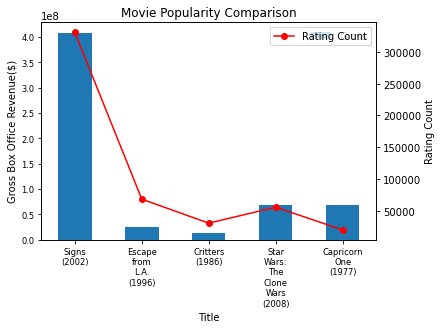 Movie Popularity Comparison
1e8
Rating Count
4.0
3.5
3.0
2.5
2.0
1.5
1.0
0.5
0.0
Gross Box Office Revenue($)
300000
250000
200000
150000
100000
50000
Rating Count
Signs
(2002)
Escape
from
L.A.
(1996)
Critters
(1986)
Star
Wars:
The
Clone
Wars
(2008)
Capricorn
One
(1977)
Title